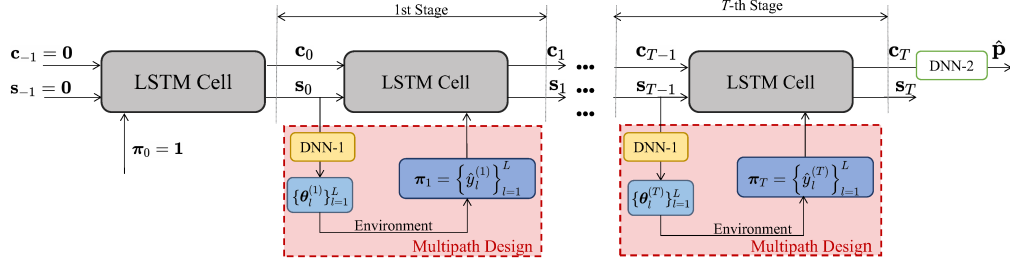 1st Stage
T-th Stage
c₋₁ = 0
s₋₁ = 0
LSTM Cell
π₀ = 1
c₀
s₀
LSTM Cell
c₁
s₁
•••
•••
•••
c_{T−1}
s_{T−1}
LSTM Cell
c_T
s_T
DNN-2
p̂
DNN-1
{θ_l^{(1)}}_{l=1}^{L}
π₁ = {ŷ_l^{(1)}}_{l=1}^{L}
Environment
Multipath Design
DNN-1
{θ_l^{(T)}}_{l=1}^{L}
π_T = {ŷ_l^{(T)}}_{l=1}^{L}
Environment
Multipath Design